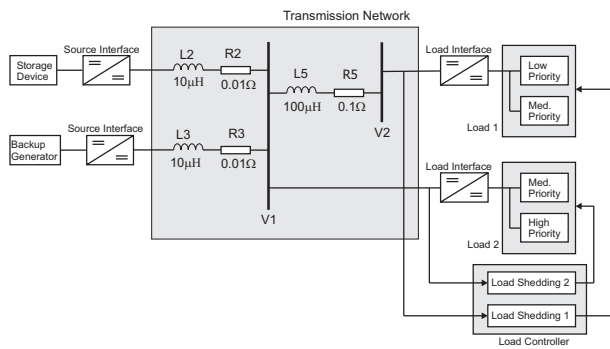 Transmission Network
Source Interface
Storage
Device
L2
10μH
R2
0.01Ω
L5
100μH
R5
0.1Ω
V2
Load Interface
Low
Priority
Med.
Priority
Load 1
Source Interface
Backup
Generator
L3
10μH
R3
0.01Ω
V1
Load Interface
Med.
Priority
High
Priority
Load 2
Load Shedding 2
Load Shedding 1
Load Controller